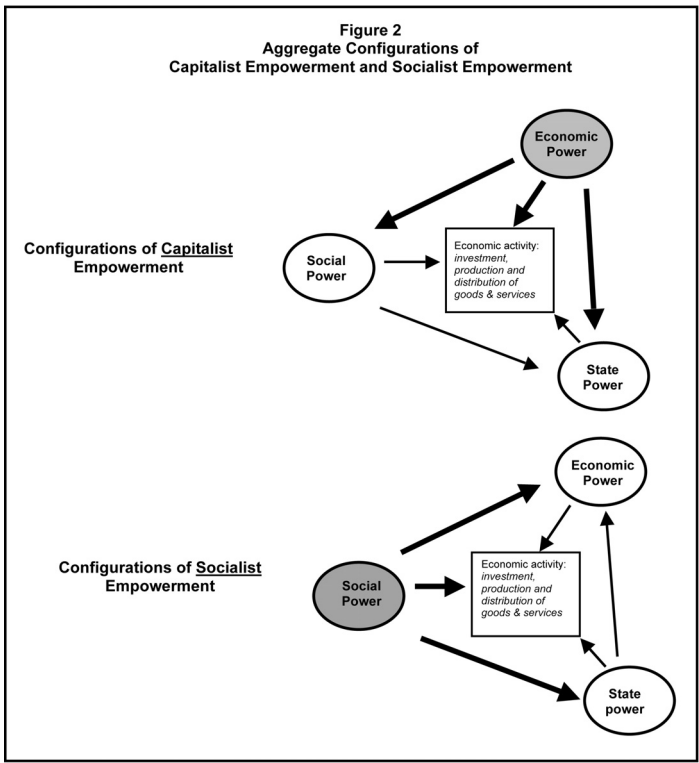 Figure 2
Aggregate Configurations of
Capitalist Empowerment and Socialist Empowerment
Economic
Power
Configurations of Capitalist
Empowerment
Social
Power
Economic activity:
investment,
production and
distribution of
goods & services
State
Power
Economic
Power
Configurations of Socialist
Empowerment
Social
Power
Economic activity:
investment,
production and
distribution of
goods & services
State
power